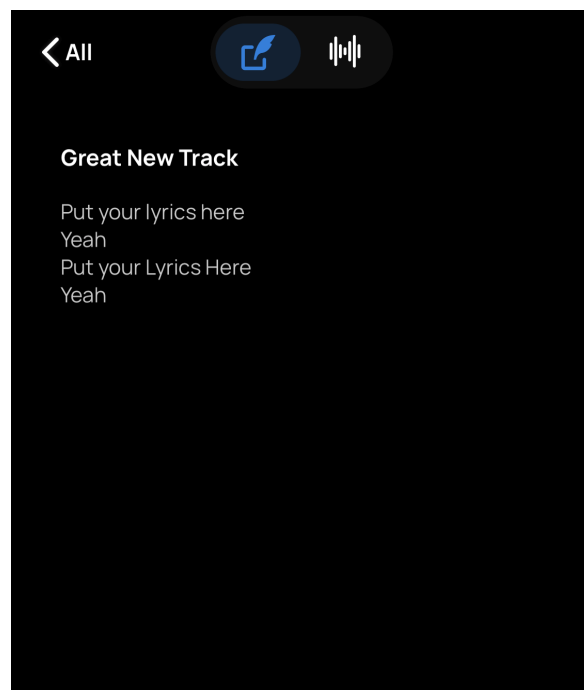 All
Great New Track
Put your lyrics here
Yeah
Put your Lyrics Here
Yeah